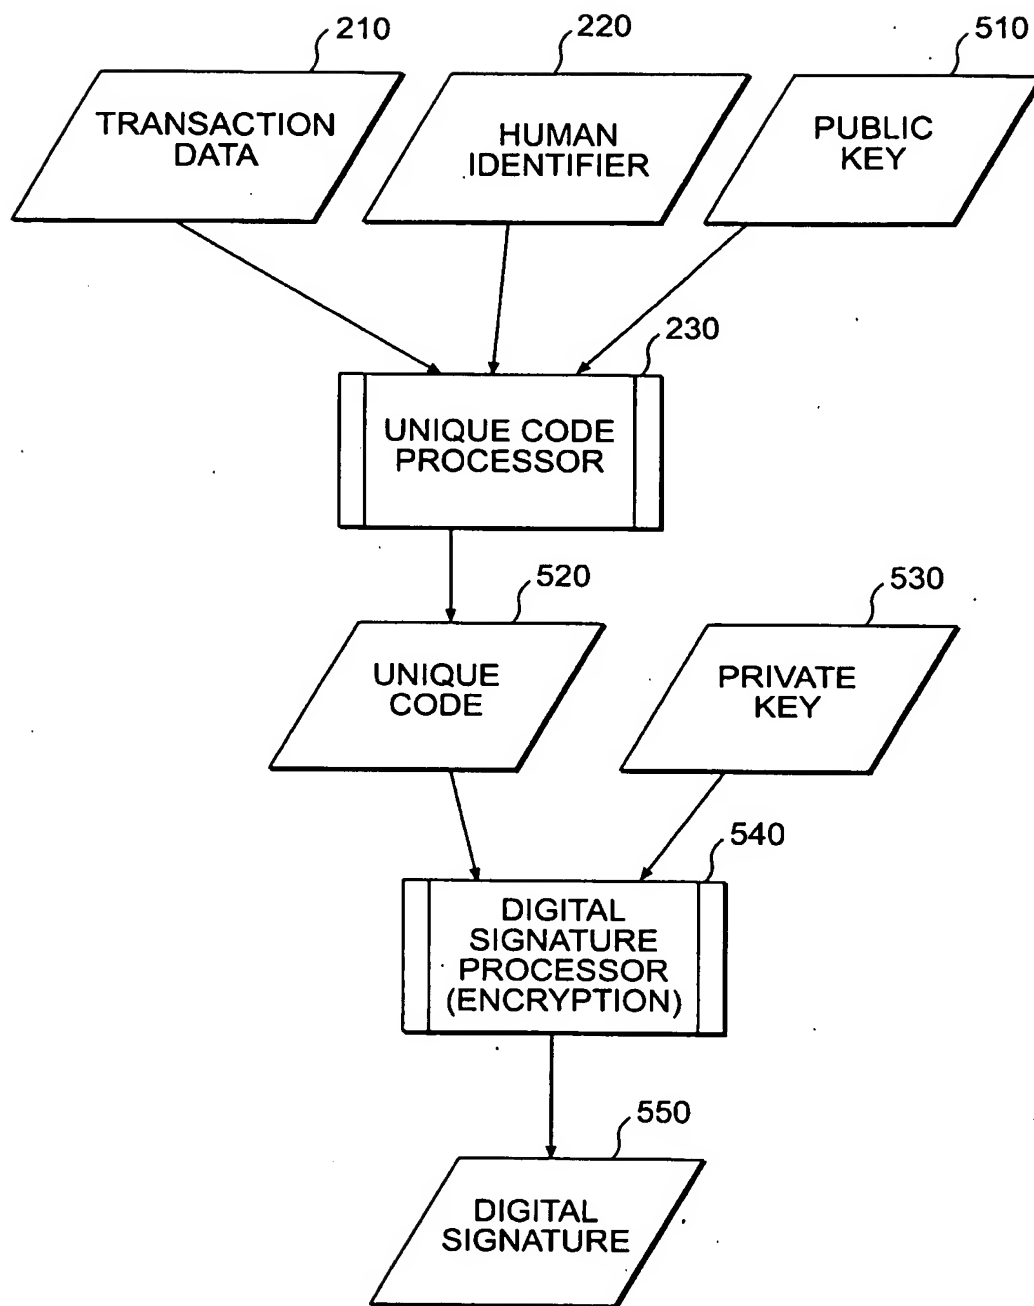 210
220
510
TRANSACTION
DATA
HUMAN
IDENTIFIER
PUBLIC
KEY
230
UNIQUE CODE
PROCESSOR
520
530
UNIQUE
CODE
PRIVATE
KEY
540
DIGITAL
SIGNATURE
PROCESSOR
(ENCRYPTION)
550
DIGITAL
SIGNATURE